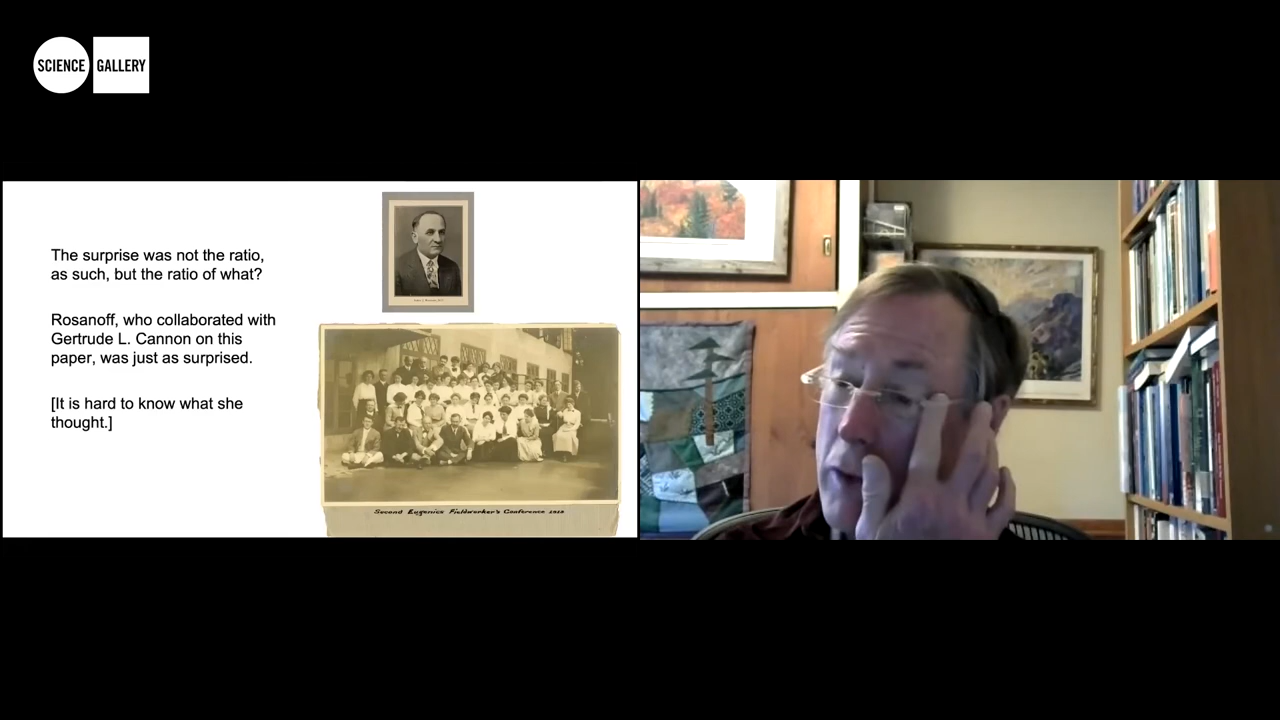 SCIENCE
GALLERY
The surprise was not the ratio,
as such, but the ratio of what?
Rosanoff, who collaborated with
Gertrude L. Cannon on this
paper, was just as surprised.
[It is hard to know what she
thought.]
Second Eugenics Fieldworker's Conference